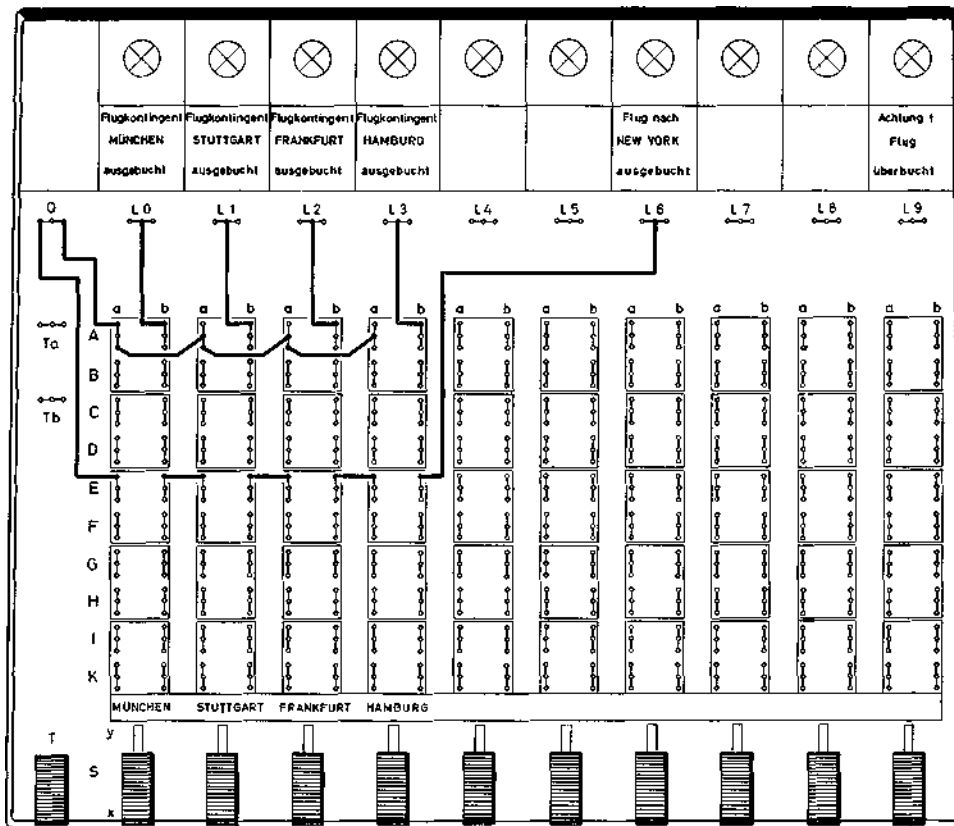 Flugkontingent Flugkontingent Flugkontingent Flugkontingent Flug nach Achtung !
MÜNCHEN STUTTGART FRANKFURT HAMBURG NEW YORK Flug
ausgebucht ausgebucht ausgebucht ausgebucht ausgebucht überbucht
Q L0 L1 L2 L3 L4 L5 L6 L7 L8 L9
a b a b a b a b a b a b a b a b a b a b
A
Ta
B
C
Tb
D
E
F
G
H
I
K
MÜNCHEN STUTTGART FRANKFURT HAMBURG
T y
S
x